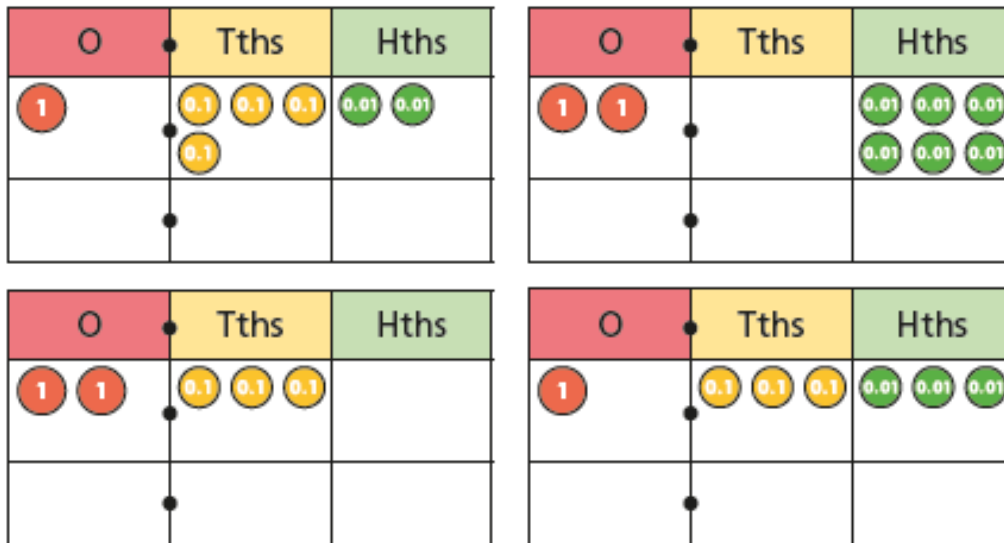 O Tths Hths
1 0.1 0.1 0.1 0.01 0.01
0.1
O Tths Hths
1 1 0.01 0.01 0.01
0.01 0.01 0.01
O Tths Hths
1 1 0.1 0.1 0.1
O Tths Hths
1 0.1 0.1 0.1 0.01 0.01 0.01